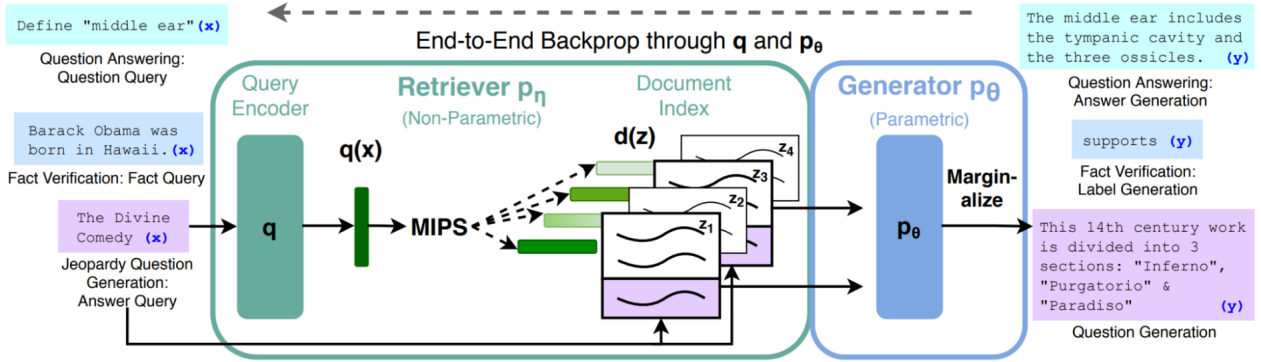 Define "middle ear" (x)
Question Answering:
Question Query
Barack Obama was
born in Hawaii. (x)
Fact Verification: Fact Query
The Divine
Comedy (x)
Jeopardy Question
Generation:
Answer Query
End-to-End Backprop through q and pθ
Query
Encoder
q
q(x)
Retriever pη
(Non-Parametric)
MIPS
Document
Index
d(z)
z4
z3
z2
z1
Generator pθ
(Parametric)
pθ
Margin-
alize
The middle ear includes
the tympanic cavity and
the three ossicles. (y)
Question Answering:
Answer Generation
supports (y)
Fact Verification:
Label Generation
This 14th century work
is divided into 3
sections: "Inferno",
"Purgatorio" &
"Paradiso" (y)
Question Generation